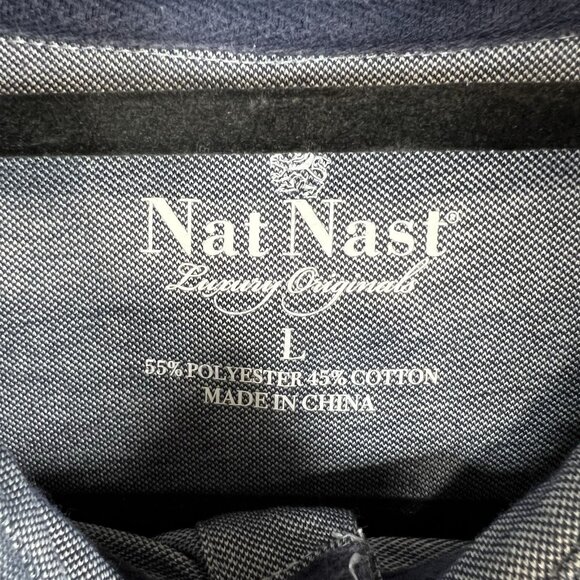 Nat Nast®
Luxury Originals
L
55% POLYESTER 45% COTTON
MADE IN CHINA